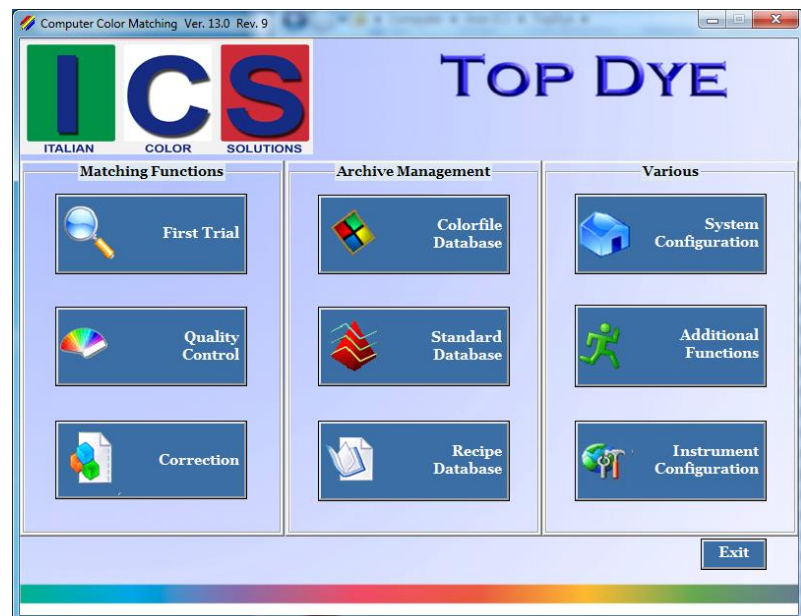 Computer Color Matching Ver. 13.0 Rev. 9
ICS
ITALIAN COLOR SOLUTIONS
TOP DYE
Matching Functions
First Trial
Quality
Control
Correction
Archive Management
Colorfile
Database
Standard
Database
Recipe
Database
Various
System
Configuration
Additional
Functions
Instrument
Configuration
Exit